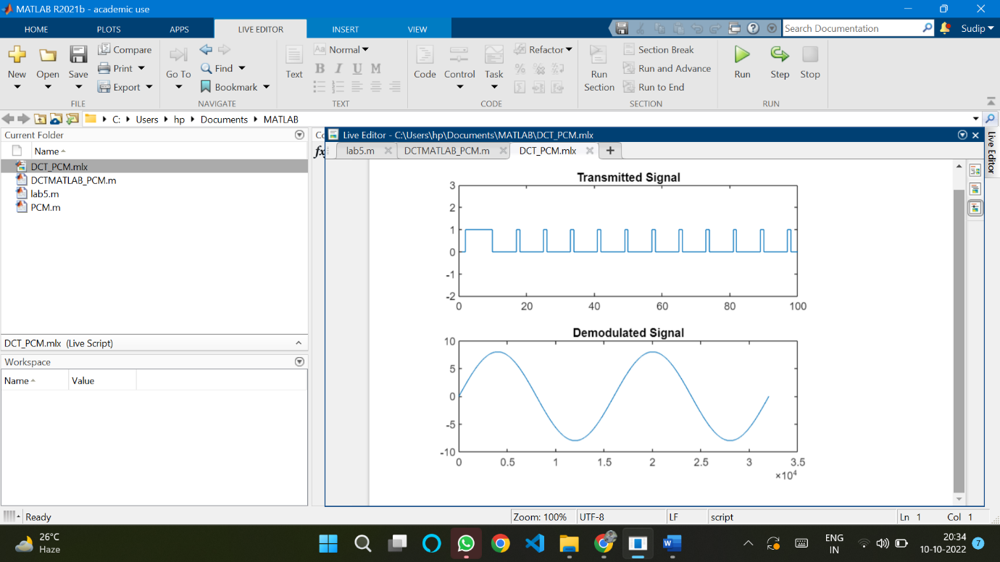 MATLAB R2021b - academic use
HOME PLOTS APPS LIVE EDITOR INSERT VIEW
Search Documentation
Sudip
New
Open
Save
Compare
Print
Export
FILE
Go To
Find
Bookmark
NAVIGATE
Text
Normal
B I U M
TEXT
Code
Control
Task
Refactor
CODE
Run
Section
Section Break
Run and Advance
Run to End
SECTION
Run
Step
Stop
RUN
C: Users hp Documents MATLAB
Current Folder
Name
DCT_PCM.mlx
DCTMATLAB_PCM.m
lab5.m
PCM.m
DCT_PCM.mlx (Live Script)
Workspace
Name Value
Co
fx
Live Editor - C:\Users\hp\Documents\MATLAB\DCT_PCM.mlx
lab5.m DCTMATLAB_PCM.m DCT_PCM.mlx
Live Editor
Transmitted Signal
3
2
1
0
-1
-2
0 20 40 60 80 100
Demodulated Signal
10
5
0
-5
-10
0 0.5 1 1.5 2 2.5 3 3.5
×10⁴
Ready
Zoom: 100% UTF-8 LF script Ln 1 Col 1
26°C
Haze
ENG
IN
20:34
10-10-2022
7